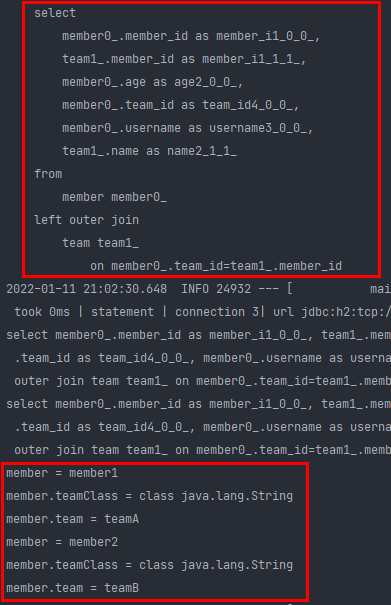 select
member0_.member_id as member_i1_0_0_,
team1_.member_id as member_i1_1_1_,
member0_.age as age2_0_0_,
member0_.team_id as team_id4_0_0_,
member0_.username as username3_0_0_,
team1_.name as name2_1_1_
from
member member0_
left outer join
team team1_
on member0_.team_id=team1_.member_id
2022-01-11 21:02:30.648 INFO 24932 --- [ mai
took 0ms | statement | connection 3| url jdbc:h2:tcp:/
select member0_.member_id as member_i1_0_0_, team1_.mem
.team_id as team_id4_0_0_, member0_.username as userna
outer join team team1_ on member0_.team_id=team1_.memb
select member0_.member_id as member_i1_0_0_, team1_.mem
.team_id as team_id4_0_0_, member0_.username as userna
outer join team team1_ on member0_.team_id=team1_.memb
member = member1
member.teamClass = class java.lang.String
member.team = teamA
member = member2
member.teamClass = class java.lang.String
member.team = teamB